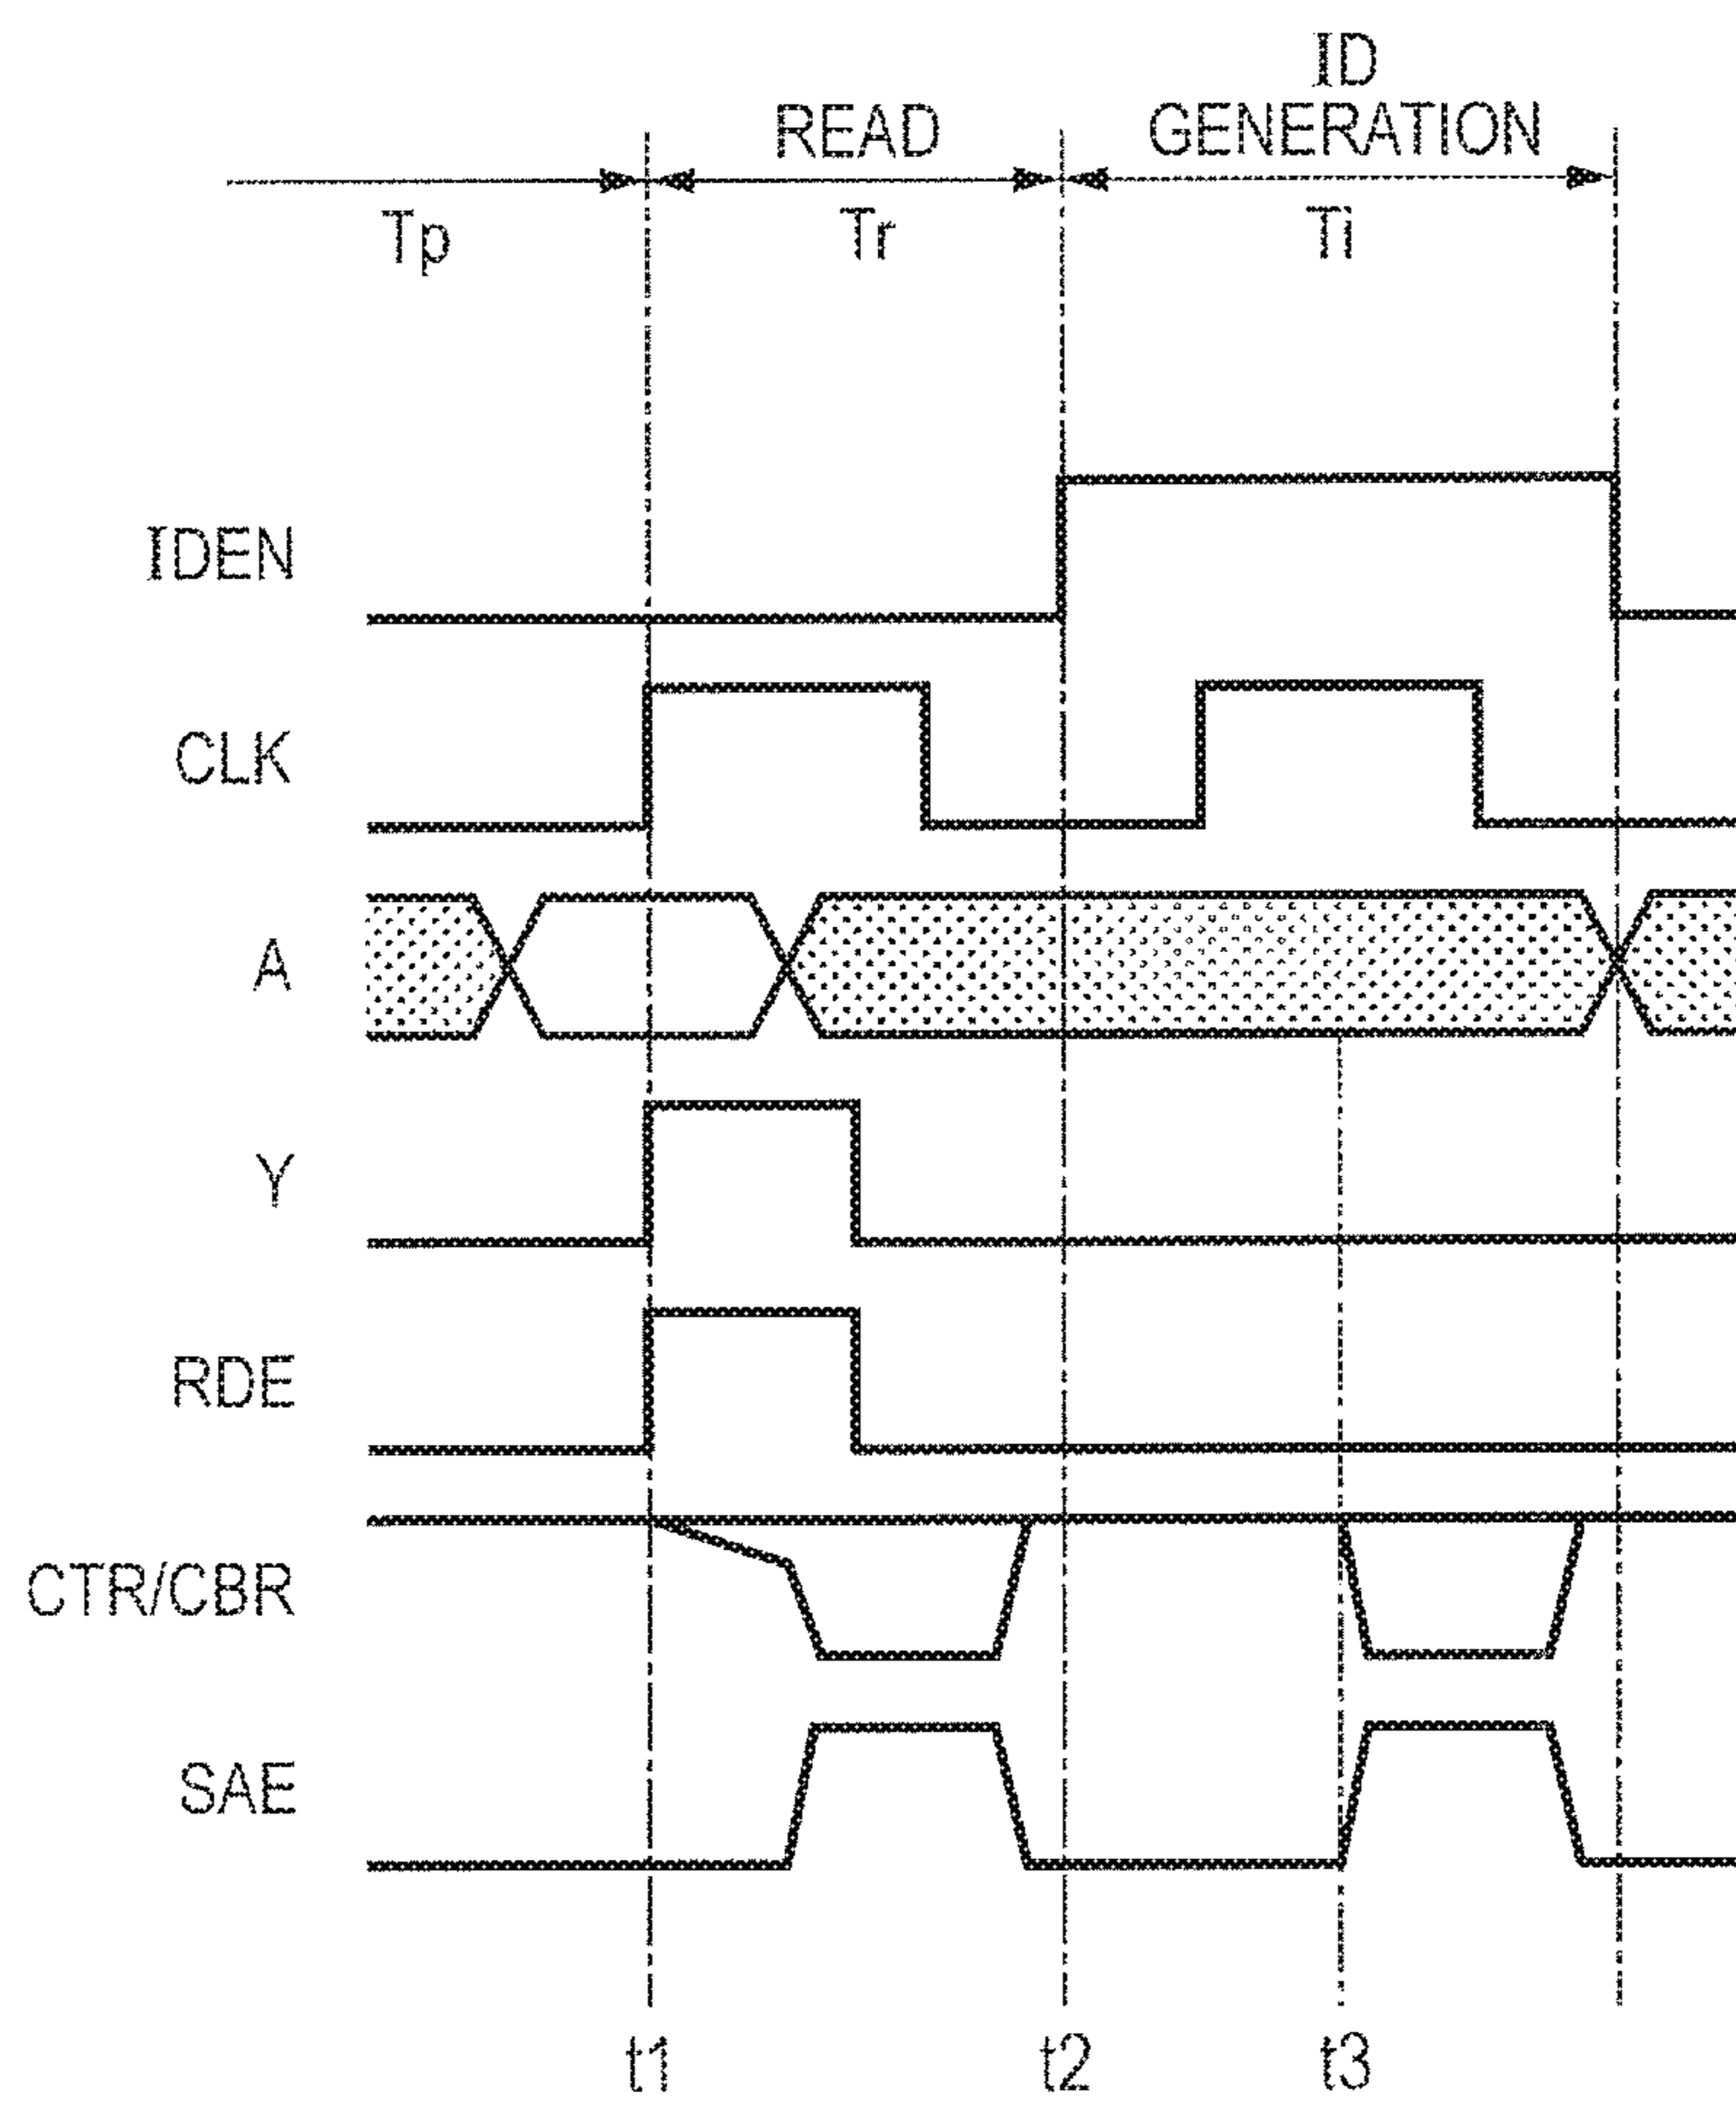 ID
READ GENERATION
Tp Tr Ti
IDEN
CLK
A
Y
RDE
CTR/CBR
SAE
t1 t2 t3